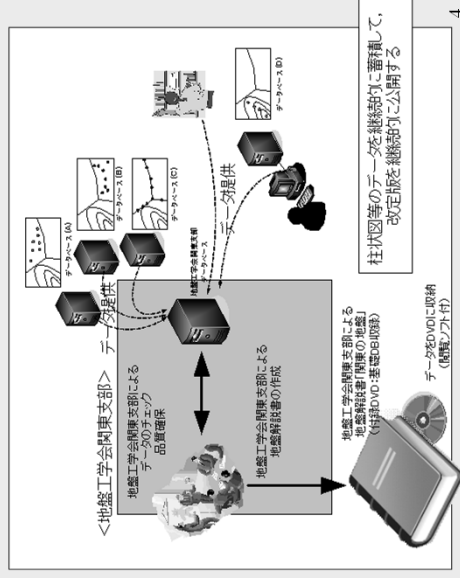 <地盤工学会関東支部>
データ提供
データベース(A)
データベース(B)
データベース(C)
地盤工学会関東支部
データベース
データ提供
データベース(D)
地盤工学会関東支部による
データのチェック
品質確保
地盤工学会関東支部による
地盤解説書の作成
地盤工学会関東支部による
地盤解説書「関東の地盤」
(付録DVD:基礎DB収録)
データをDVDに収納
(閲覧ソフト付)
柱状図等のデータを継続的に蓄積して,
改定版を継続的に公開する
4